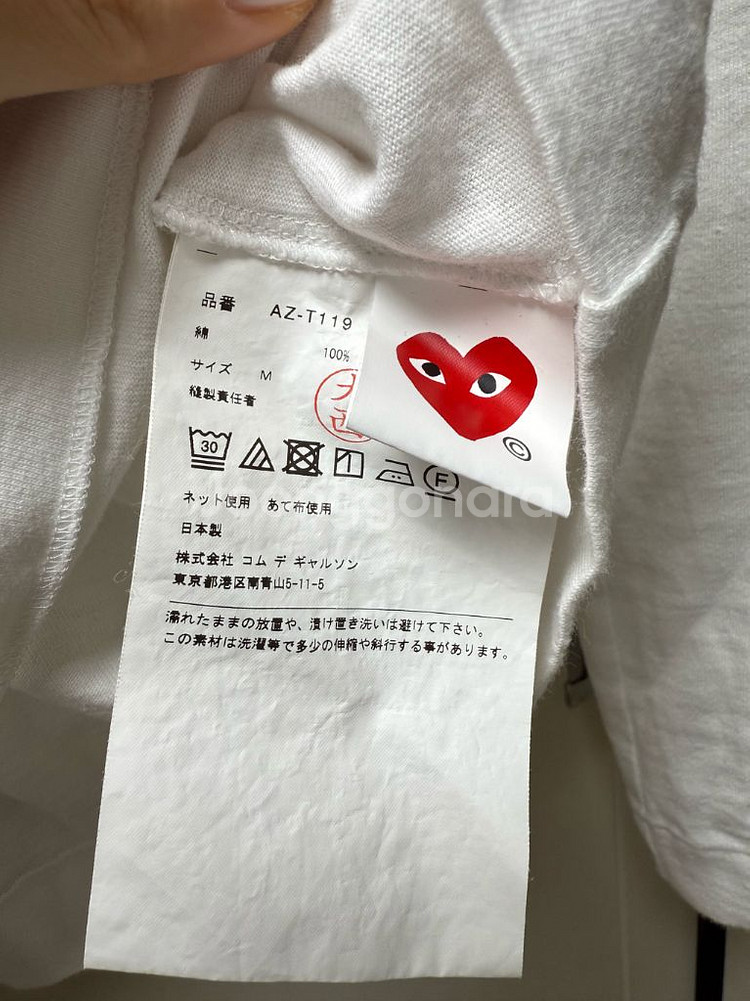 品番 AZ-T119
綿 100%
サイズ M
縫製責任者
30
F
ネット使用 あて布使用
日本製
株式会社 コム デ ギャルソン
東京都港区南青山5-11-5
濡れたままの放置や、漬け置き洗いは避けて下さい。
この素材は洗濯等で多少の伸縮や斜行する事があります。
©